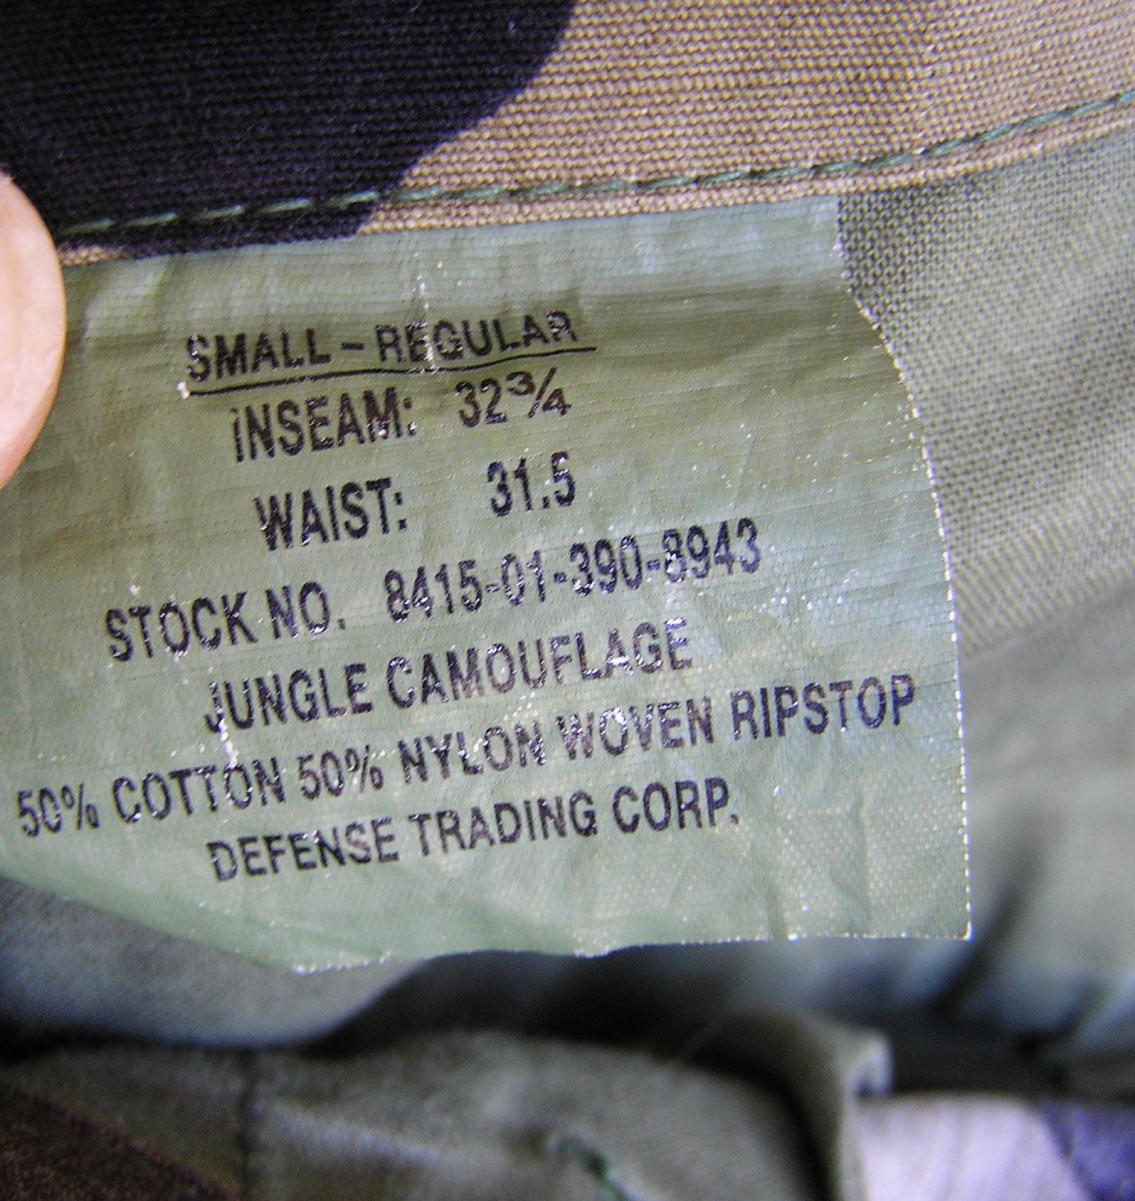 SMALL-REGULAR
iNSEAM: 32¾
WAIST: 31.5
STOCK NO. 8415-01-390-8943
JUNGLE CAMOUFLAGE
50% COTTON 50% NYLON WOVEN RIPSTOP
DEFENSE TRADING CORP.